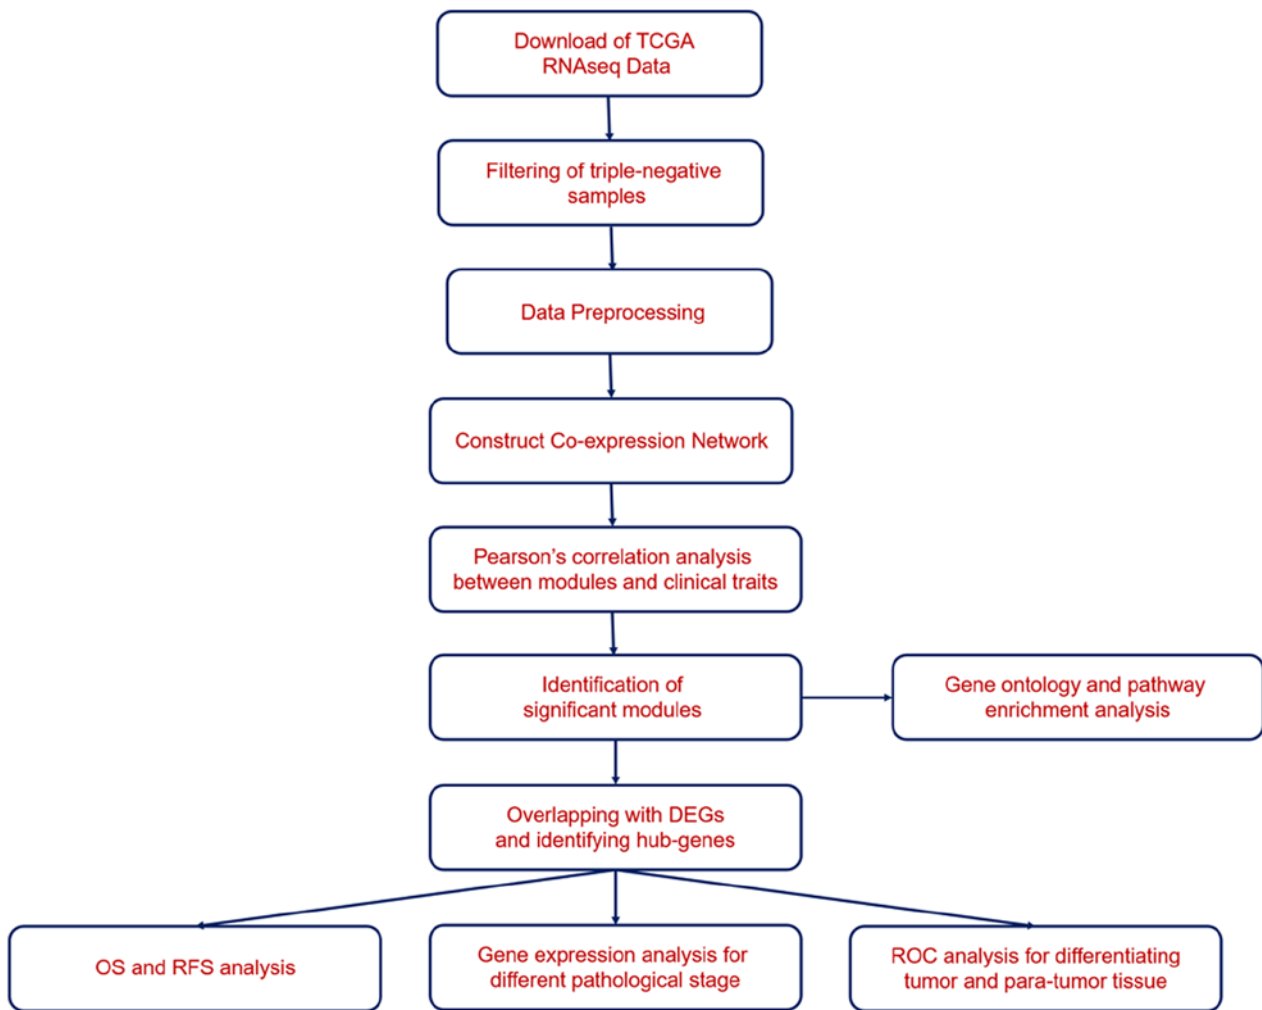 Download of TCGA
RNAseq Data
Filtering of triple-negative
samples
Data Preprocessing
Construct Co-expression Network
Pearson’s correlation analysis
between modules and clinical traits
Identification of
significant modules
Gene ontology and pathway
enrichment analysis
Overlapping with DEGs
and identifying hub-genes
OS and RFS analysis
Gene expression analysis for
different pathological stage
ROC analysis for differentiating
tumor and para-tumor tissue